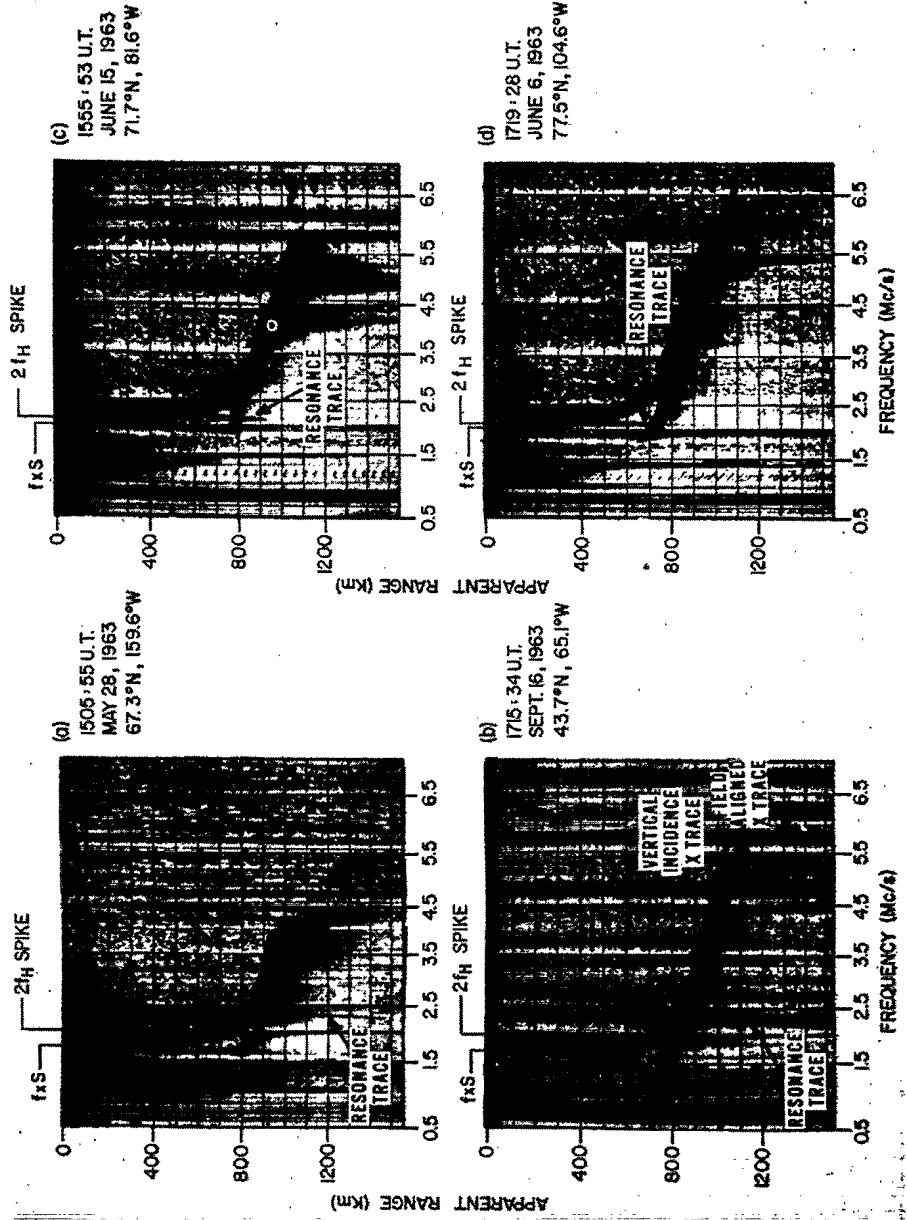 (a)
1505:55 U.T.
MAY 28, 1963
67.3°N, 159.6°W
fxS
2fH SPIKE
0
400
800
1200
APPARENT RANGE (km)
RESONANCE
TRACE
0.5
1.5
2.5
3.5
4.5
5.5
6.5
(c)
1555:53 U.T.
JUNE 15, 1963
71.7°N, 81.6°W
fxS
2fH SPIKE
0
400
800
1200
APPARENT RANGE (km)
O
RESONANCE
TRACE
0.5
1.5
2.5
3.5
4.5
5.5
6.5
(b)
1715:34 U.T.
SEPT. 16, 1963
43.7°N, 65.1°W
fxS
2fH SPIKE
0
400
800
1200
APPARENT RANGE (km)
VERTICAL
INCIDENCE
X TRACE
FIELD
ALIGNED
X TRACE
RESONANCE
TRACE
0.5
1.5
2.5
3.5
4.5
5.5
6.5
FREQUENCY (Mc/s)
(d)
1719:28 U.T.
JUNE 6, 1963
77.5°N, 104.6°W
fxS
2fH SPIKE
0
400
800
1200
RESONANCE
TRACE
0.5
1.5
2.5
3.5
4.5
5.5
6.5
FREQUENCY (Mc/s)